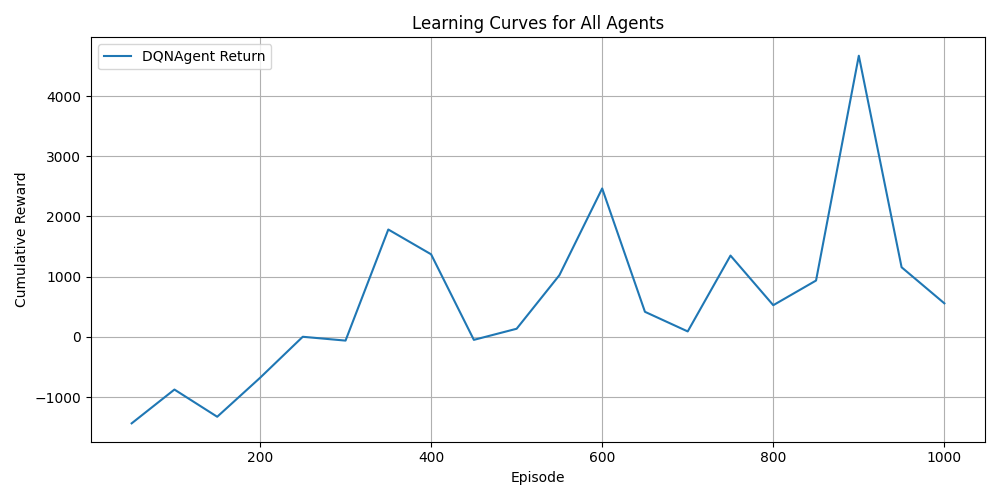 Learning Curves for All Agents
DQNAgent Return
Cumulative Reward
4000
3000
2000
1000
0
−1000
200 400 600 800 1000
Episode